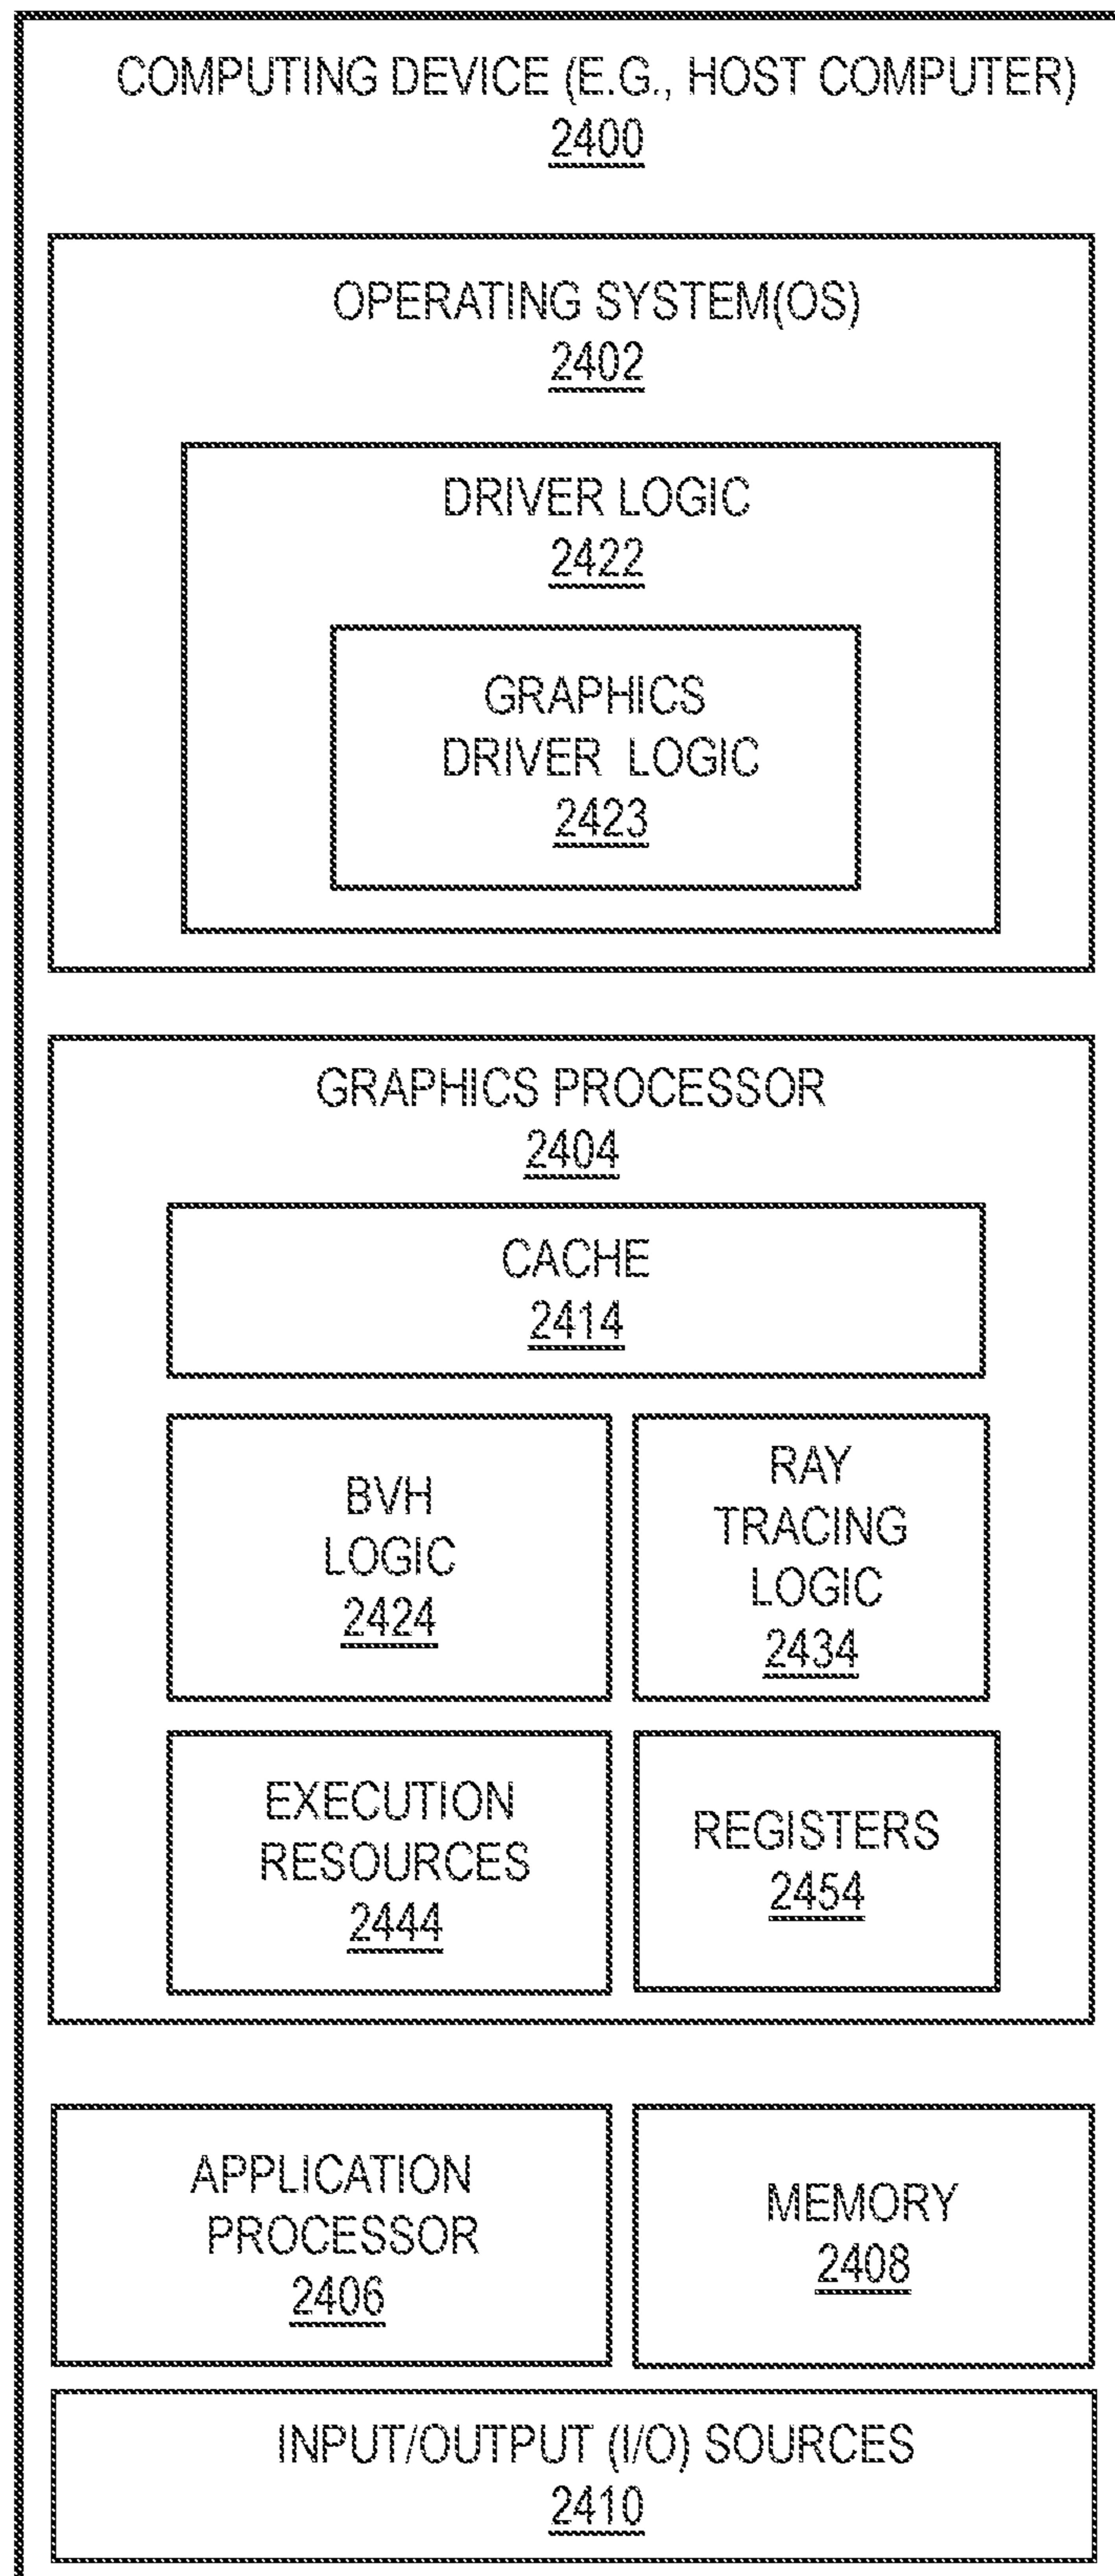 COMPUTING DEVICE (E.G., HOST COMPUTER)
2400
OPERATING SYSTEM(OS)
2402
DRIVER LOGIC
2422
GRAPHICS
DRIVER LOGIC
2423
GRAPHICS PROCESSOR
2404
CACHE
2414
BVH
LOGIC
2424
RAY
TRACING
LOGIC
2434
EXECUTION
RESOURCES
2444
REGISTERS
2454
APPLICATION
PROCESSOR
2406
MEMORY
2408
INPUT/OUTPUT (I/O) SOURCES
2410